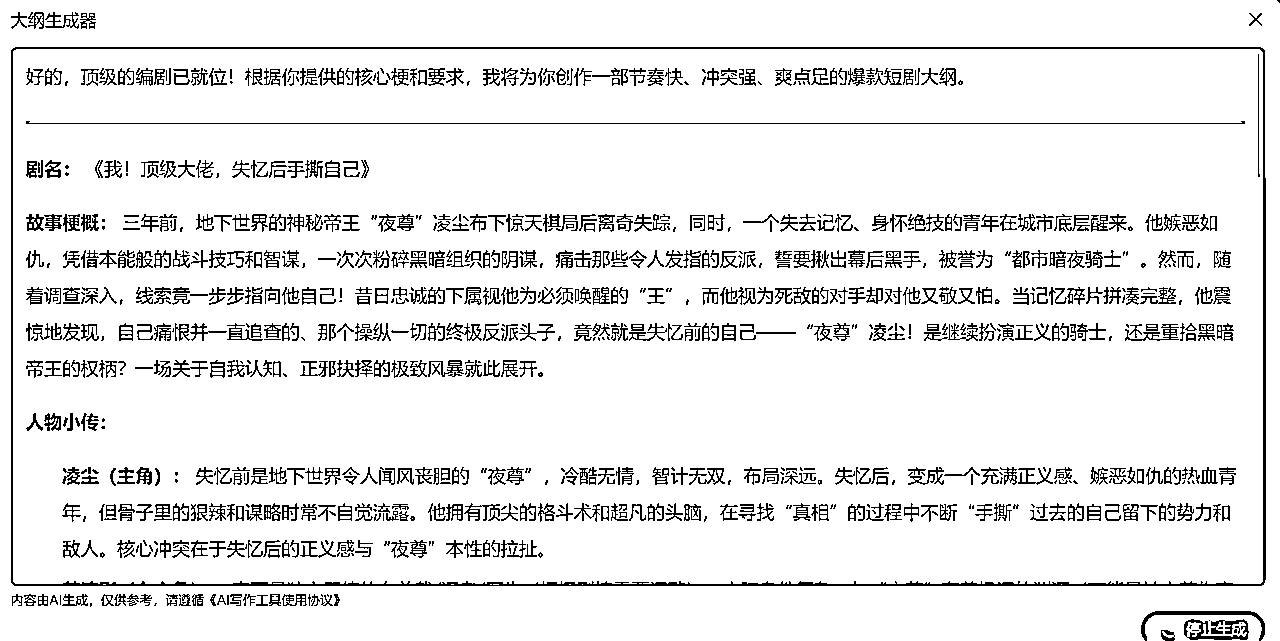 大纲生成器
好的，顶级的编剧已就位！根据你提供的核心梗和要求，我将为你创作一部节奏快、冲突强、爽点足的爆款短剧大纲。
剧名：《我！顶级大佬，失忆后手撕自己》
故事梗概：三年前，地下世界的神秘帝王“夜尊”凌尘布下惊天棋局后离奇失踪，同时，一个失去记忆、身怀绝技的青年在城市底层醒来。他嫉恶如
仇，凭借本能般的战斗技巧和智谋，一次次粉碎黑暗组织的阴谋，痛击那些令人发指的反派，誓要揪出幕后黑手，被誉为“都市暗夜骑士”。然而，随
着调查深入，线索竟一步步指向他自己！昔日忠诚的下属视他为必须唤醒的“王”，而他视为死敌的对手却对他又敬又怕。当记忆碎片拼凑完整，他震
惊地发现，自己痛恨并一直追查的、那个操纵一切的终极反派头子，竟然就是失忆前的自己——“夜尊”凌尘！是继续扮演正义的骑士，还是重拾黑暗
帝王的权柄？一场关于自我认知、正邪抉择的极致风暴就此展开。
人物小传：
凌尘（主角）：失忆前是地下世界令人闻风丧胆的“夜尊”，冷酷无情，智计无双，布局深远。失忆后，变成一个充满正义感、嫉恶如仇的热血青
年，但骨子里的狠辣和谋略时常不自觉流露。他拥有顶尖的格斗术和超凡的头脑，在寻找“真相”的过程中不断“手撕”过去的自己留下的势力和
敌人。核心冲突在于失忆后的正义感与“夜尊”本性的拉扯。
内容由AI生成，仅供参考，请遵循《AI写作工具使用协议》
停止生成